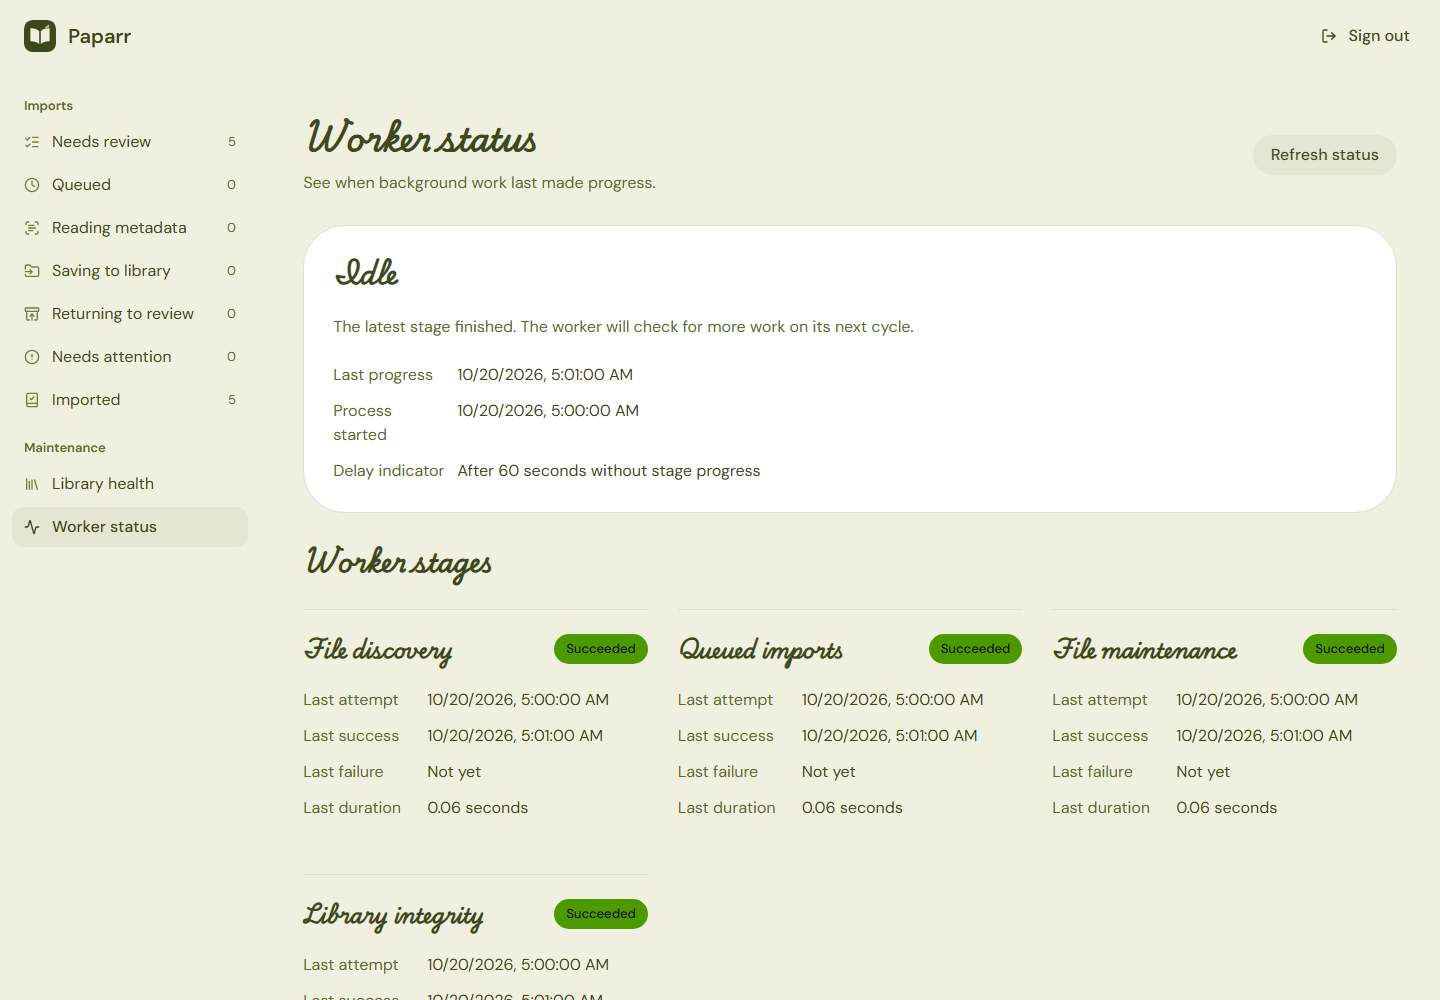 Paparr
Sign out
Imports
Needs review 5
Queued 0
Reading metadata 0
Saving to library 0
Returning to review 0
Needs attention 0
Imported 5
Maintenance
Library health
Worker status
Worker status
See when background work last made progress.
Refresh status
Idle
The latest stage finished. The worker will check for more work on its next cycle.
Last progress 10/20/2026, 5:01:00 AM
Process started 10/20/2026, 5:00:00 AM
Delay indicator After 60 seconds without stage progress
Worker stages
File discovery Succeeded
Last attempt 10/20/2026, 5:00:00 AM
Last success 10/20/2026, 5:01:00 AM
Last failure Not yet
Last duration 0.06 seconds
Queued imports Succeeded
Last attempt 10/20/2026, 5:00:00 AM
Last success 10/20/2026, 5:01:00 AM
Last failure Not yet
Last duration 0.06 seconds
File maintenance Succeeded
Last attempt 10/20/2026, 5:00:00 AM
Last success 10/20/2026, 5:01:00 AM
Last failure Not yet
Last duration 0.06 seconds
Library integrity Succeeded
Last attempt 10/20/2026, 5:00:00 AM
Last success 10/20/2026, 5:01:00 AM